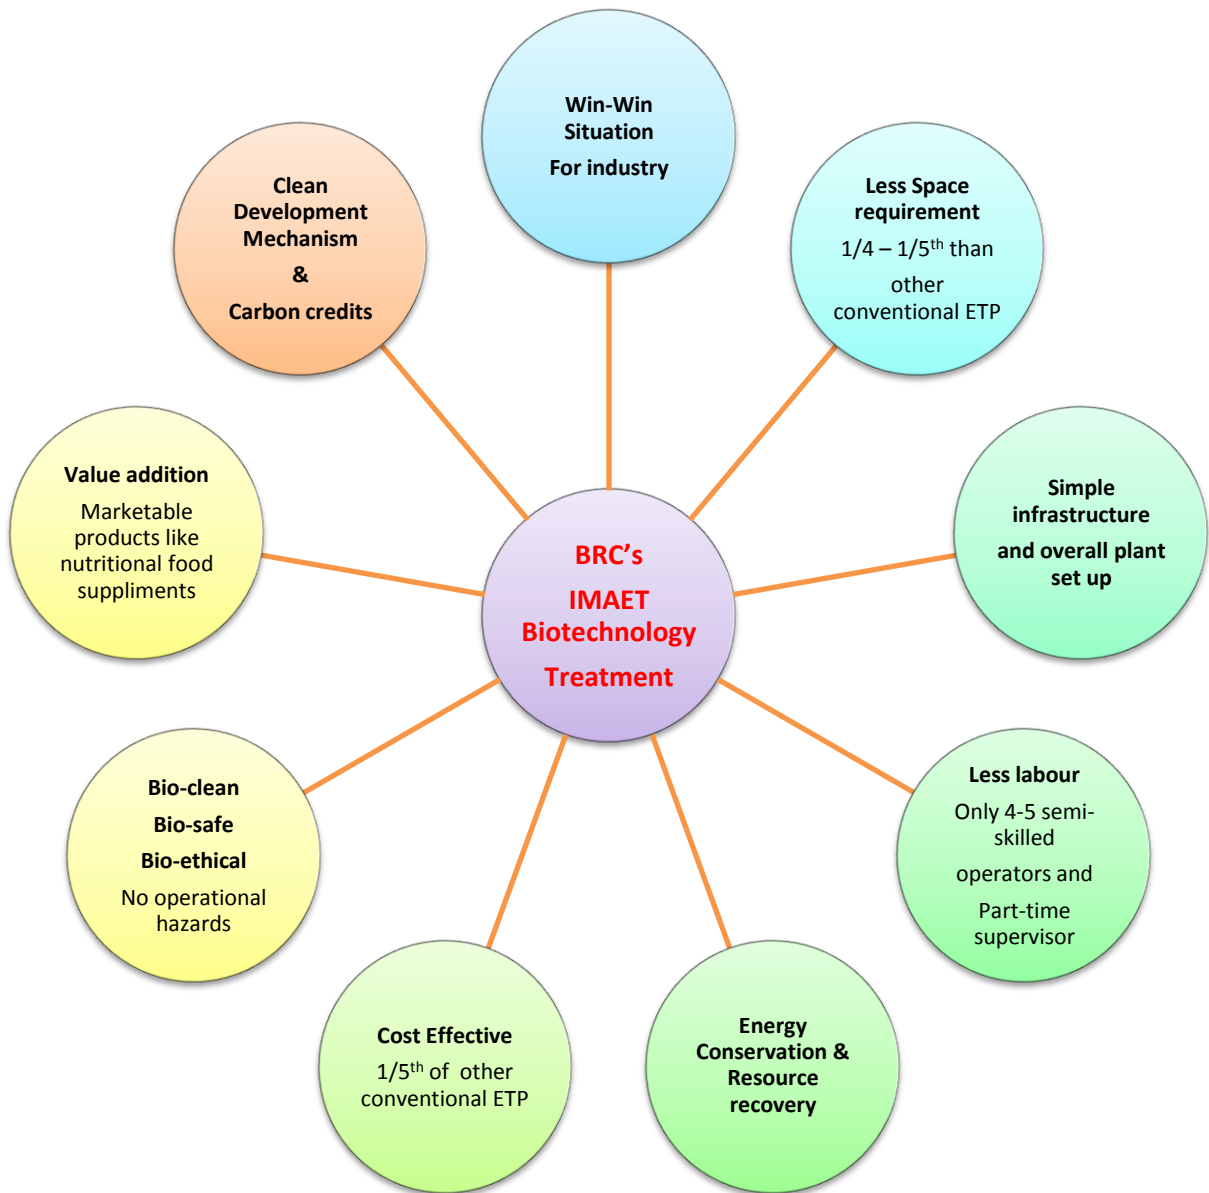 Win-Win
Situation
For industry
Less Space
requirement
1/4 – 1/5th than
other
conventional ETP
Simple
infrastructure
and overall plant
set up
Less labour
Only 4-5 semi-
skilled
operators and
Part-time
supervisor
Energy
Conservation &
Resource
recovery
Cost Effective
1/5th of other
conventional ETP
Bio-clean
Bio-safe
Bio-ethical
No operational
hazards
Value addition
Marketable
products like
nutritional food
suppliments
Clean
Development
Mechanism
&
Carbon credits
BRC’s
IMAET
Biotechnology
Treatment